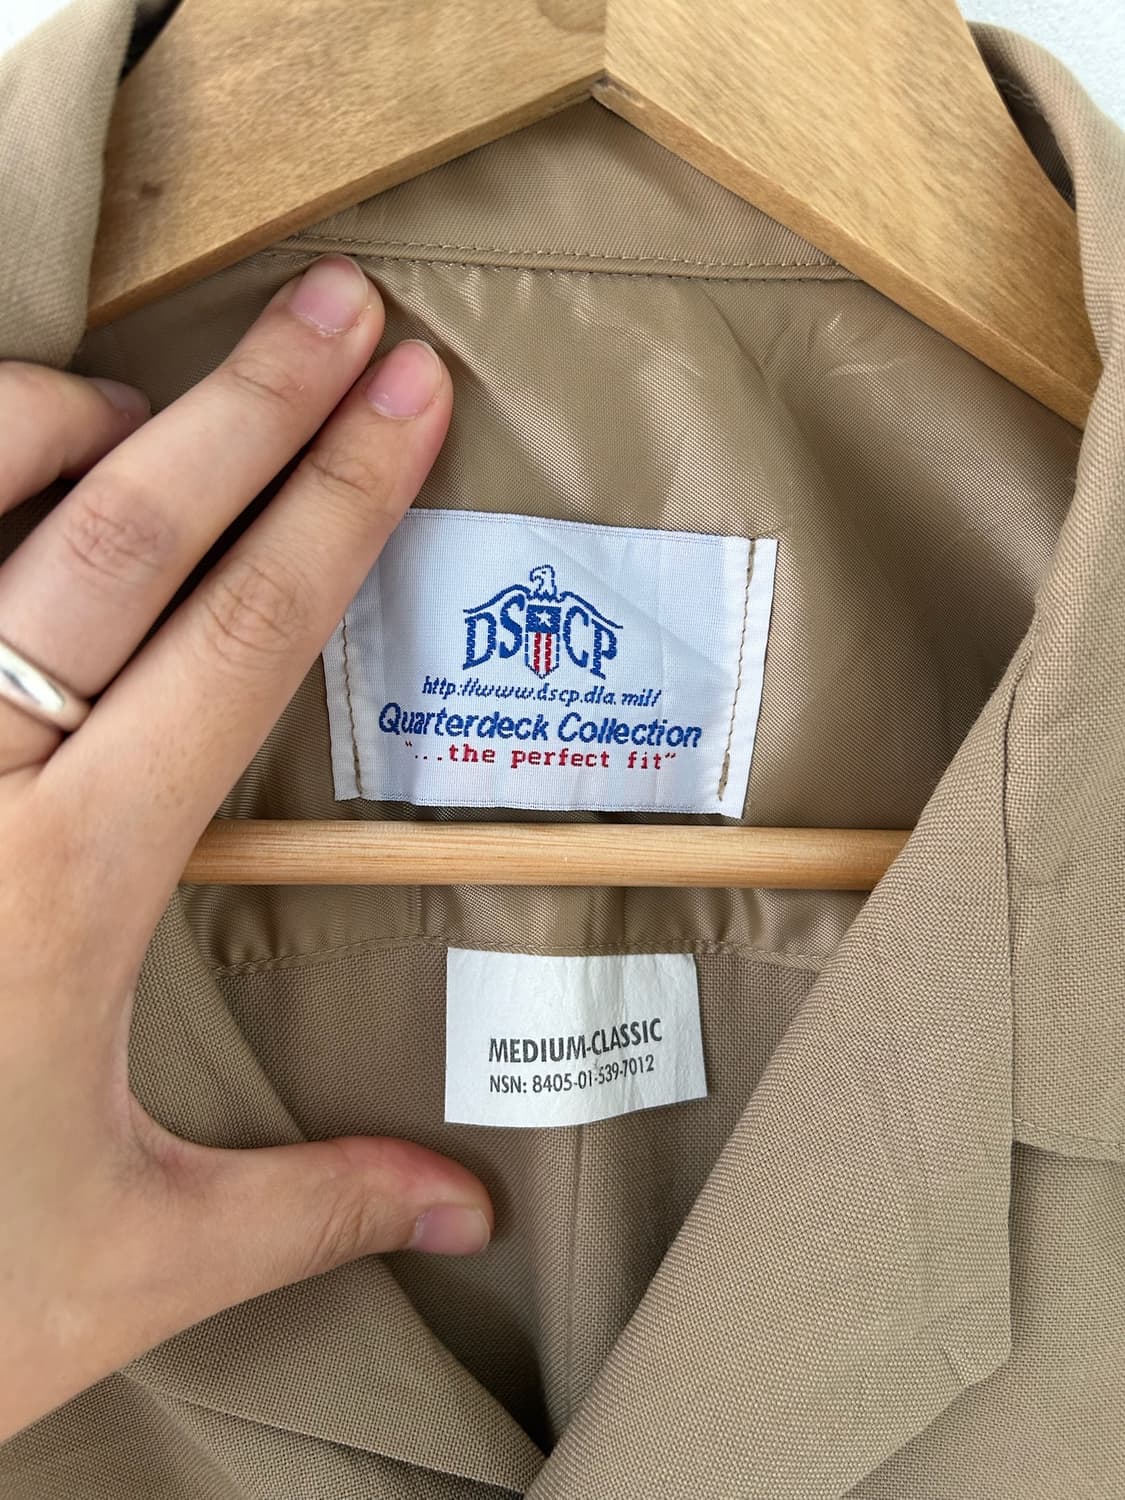 DSCP
http://www.dscp.dla.mil/
Quarterdeck Collection
"...the perfect fit"
MEDIUM-CLASSIC
NSN: 8405-01-539-7012